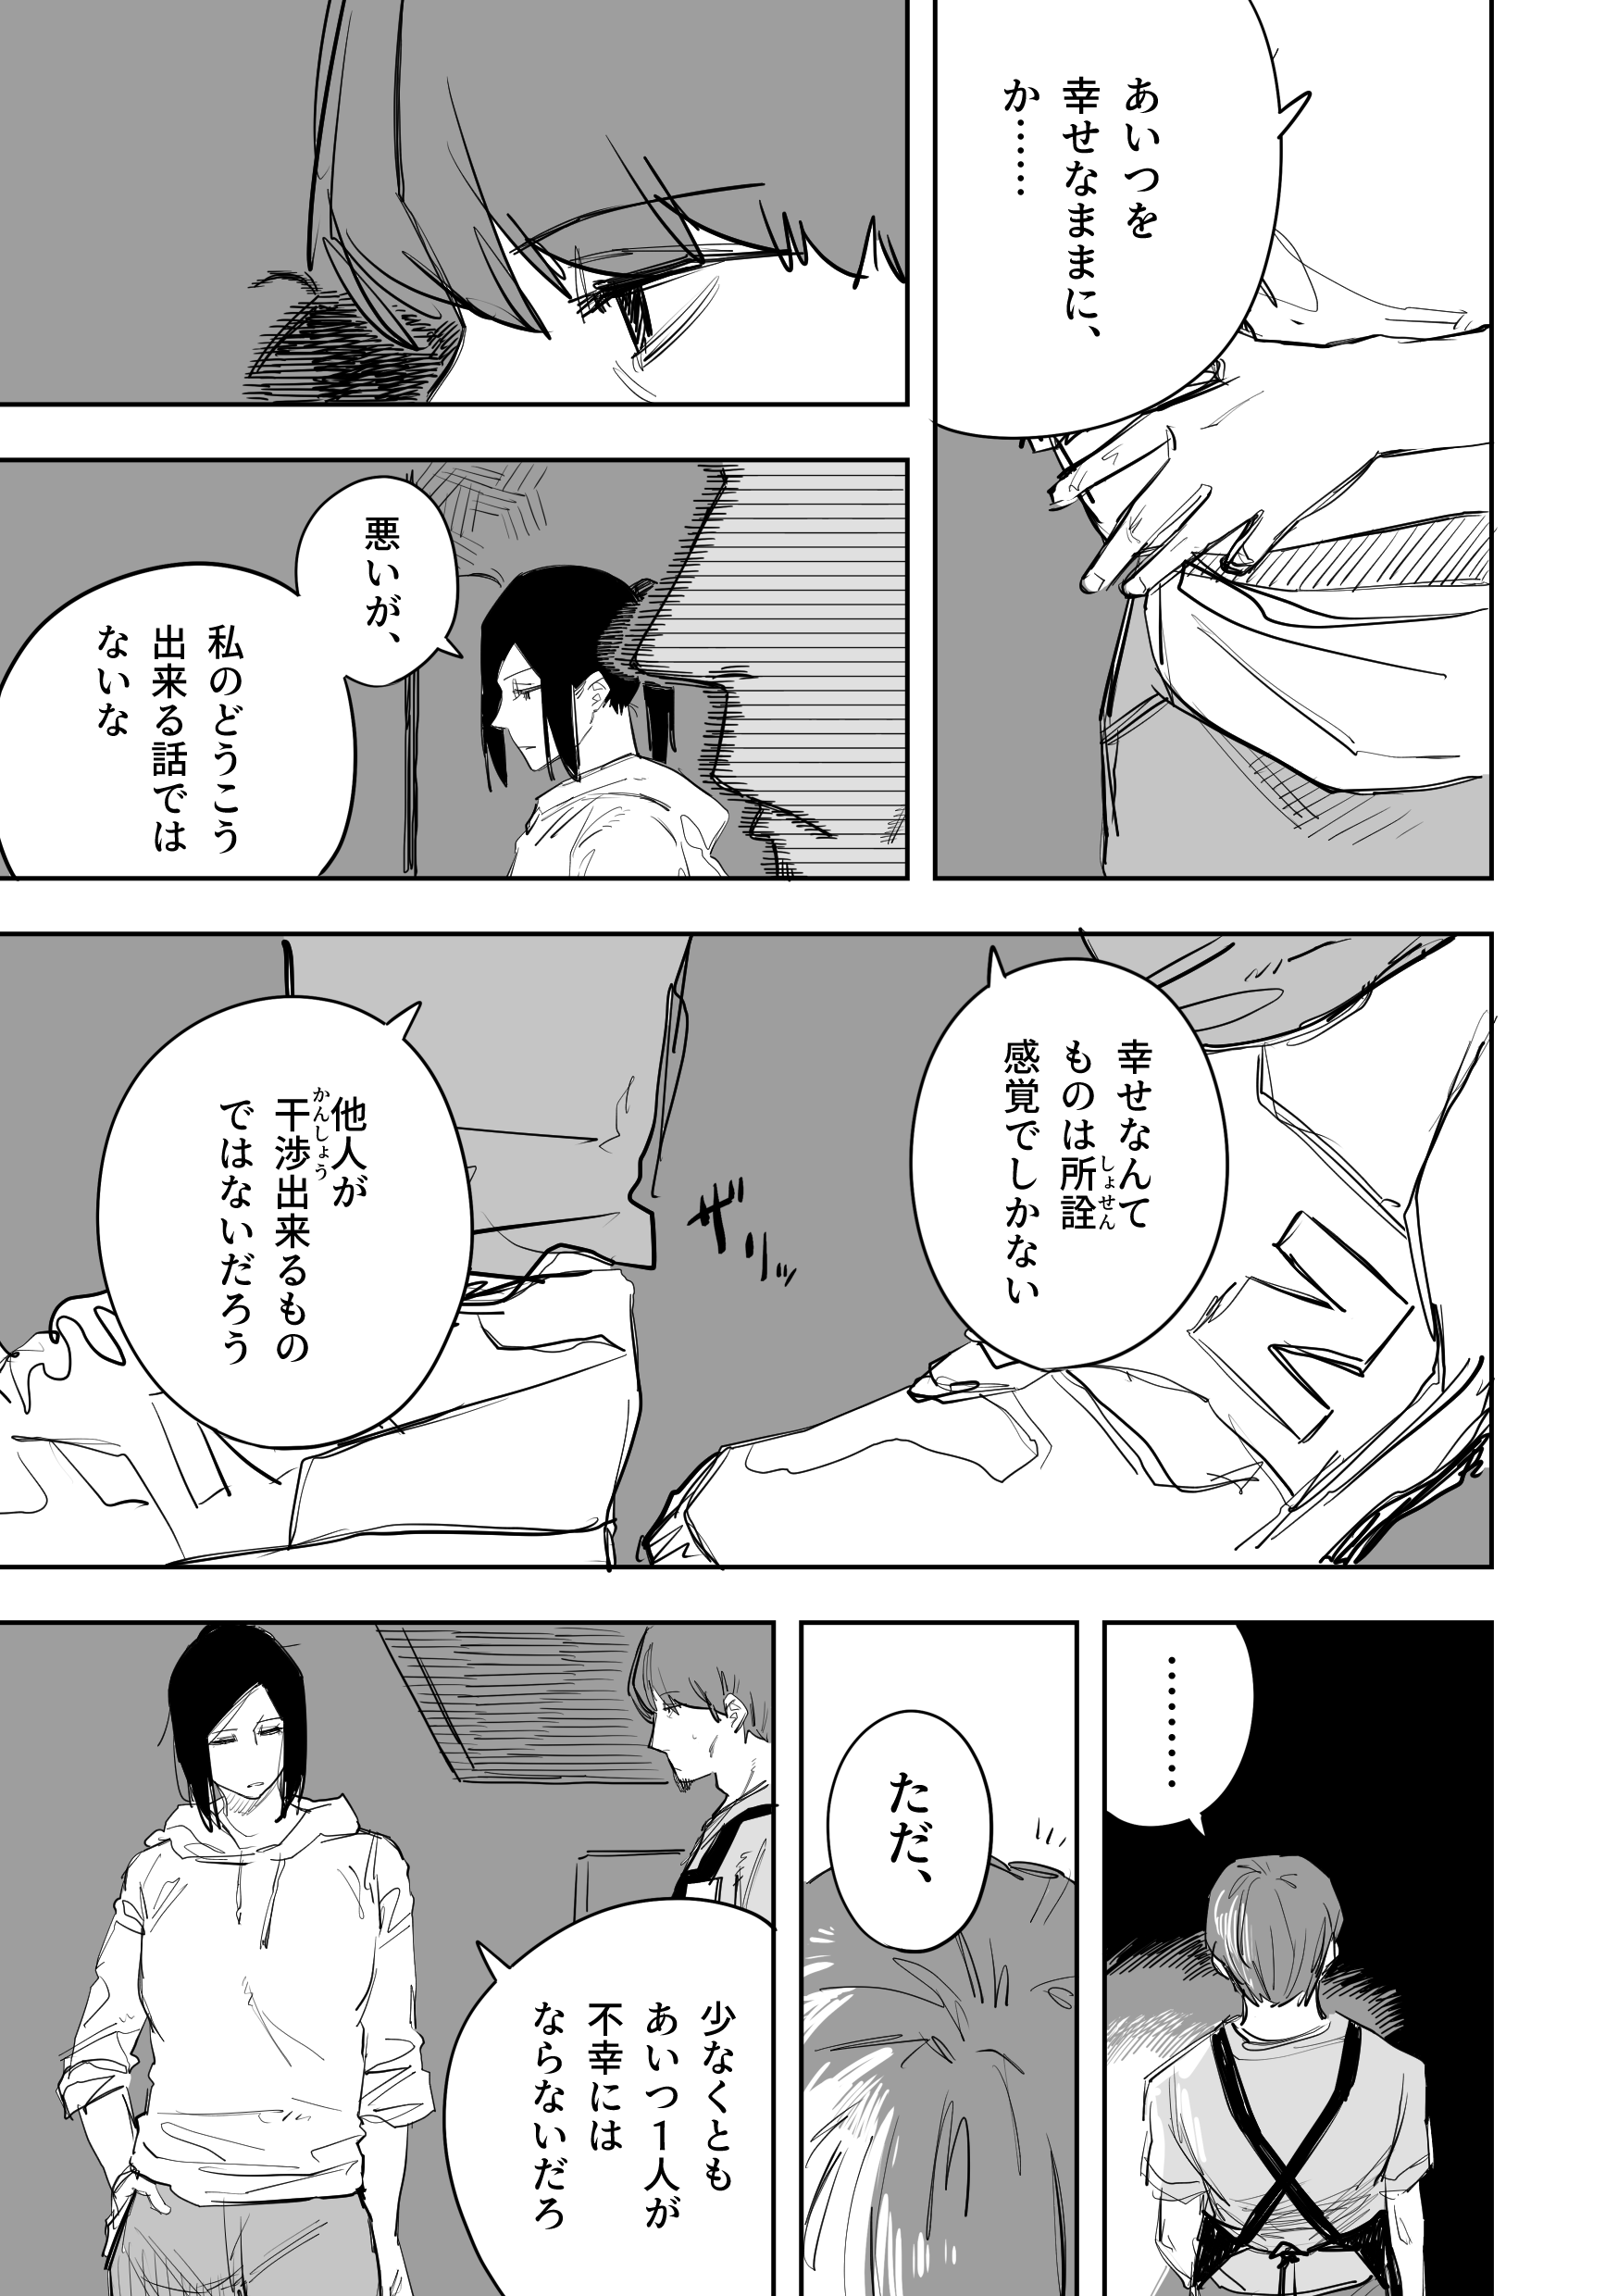 あいつを
幸せなままに、
か……
悪いが、
私のどうこう
出来る話では
ないな
幸せなんて
ものは所詮
しょせん
感覚でしかない
ザリッ
他人が
干渉出来るもの
かんしょう
ではないだろう
………
ただ、
少なくとも
あいつ1人が
不幸には
ならないだろ